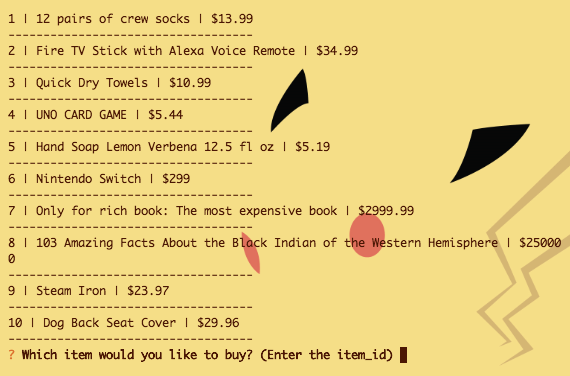 1 | 12 pairs of crew socks | $13.99
-----------------------------------
2 | Fire TV Stick with Alexa Voice Remote | $34.99
-----------------------------------
3 | Quick Dry Towels | $10.99
-----------------------------------
4 | UNO CARD GAME | $5.44
-----------------------------------
5 | Hand Soap Lemon Verbena 12.5 fl oz | $5.19
-----------------------------------
6 | Nintendo Switch | $299
-----------------------------------
7 | Only for rich book: The most expensive book | $2999.99
-----------------------------------
8 | 103 Amazing Facts About the Black Indian of the Western Hemisphere | $25000
0
-----------------------------------
9 | Steam Iron | $23.97
-----------------------------------
10 | Dog Back Seat Cover | $29.96
-----------------------------------
? Which item would you like to buy? (Enter the item_id)